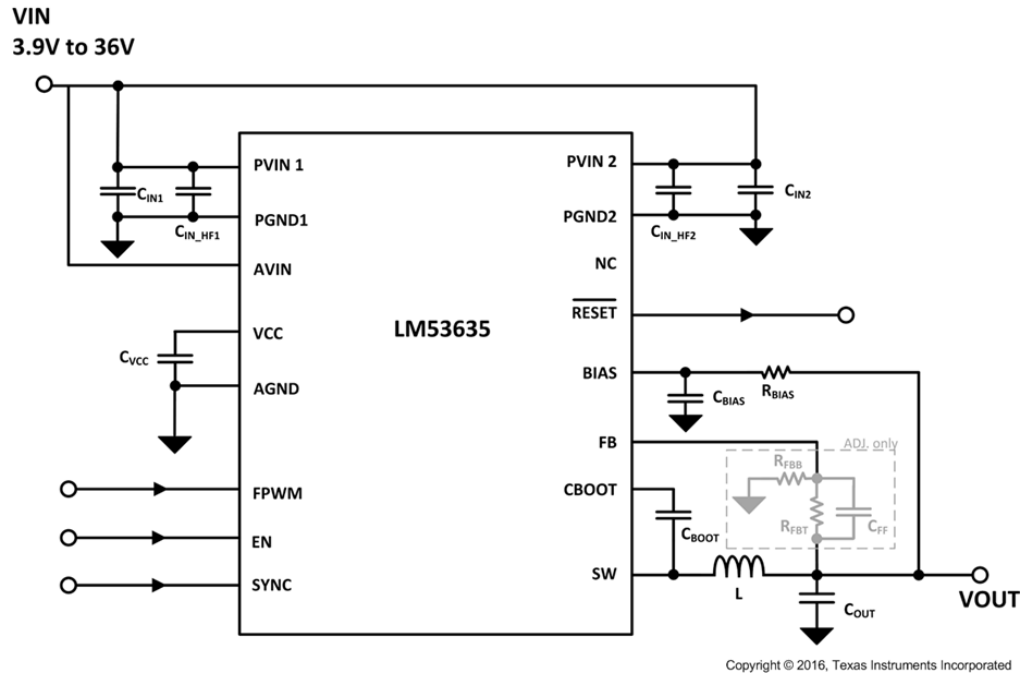 VIN
3.9V to 36V
PVIN 1
CIN1
CIN_HF1
PGND1
AVIN
VCC
CVCC
AGND
FPWM
EN
SYNC
LM53635
PVIN 2
CIN2
PGND2
CIN_HF2
NC
RESET
BIAS
CBIAS
RBIAS
FB
ADJ. only
RFBB
RFBT
CFF
CBOOT
CBOOT
SW
L
COUT
VOUT
Copyright © 2016, Texas Instruments Incorporated